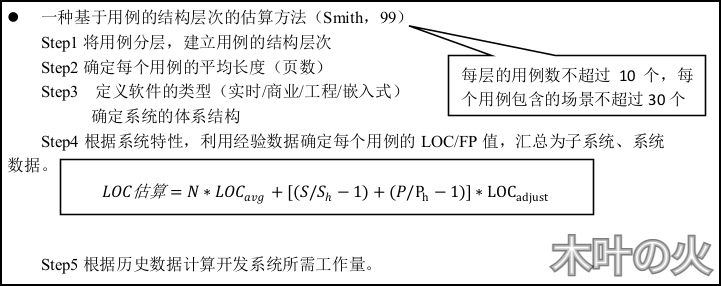 ● 一种基于用例的结构层次的估算方法（Smith，99）
Step1 将用例分层，建立用例的结构层次
Step2 确定每个用例的平均长度（页数）
Step3 定义软件的类型（实时/商业/工程/嵌入式）
确定系统的体系结构
每层的用例数不超过 10 个，每
个用例包含的场景不超过 30 个
Step4 根据系统特性，利用经验数据确定每个用例的 LOC/FP 值，汇总为子系统、系统
数据。
LOC估算 = N * LOC_avg + [(S/S_h − 1) + (P/P_h − 1)] * LOC_adjust
Step5 根据历史数据计算开发系统所需工作量。
木叶の火